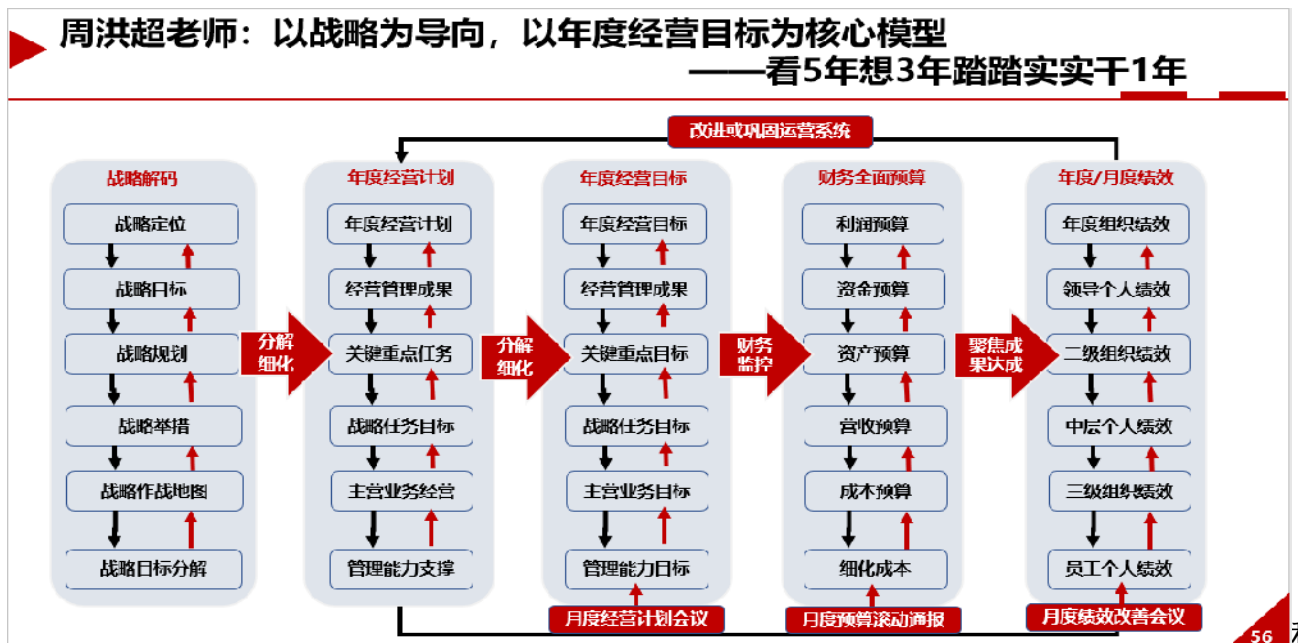 周洪超老师：以战略为导向，以年度经营目标为核心模型
——看5年想3年踏踏实实干1年
改进或巩固运营系统
战略解码
战略定位
战略目标
战略规划
战略举措
战略作战地图
战略目标分解
分解
细化
年度经营计划
年度经营计划
经营管理成果
关键重点任务
战略任务目标
主营业务经营
管理能力支撑
分解
细化
年度经营目标
年度经营目标
经营管理成果
关键重点目标
战略任务目标
主营业务目标
管理能力目标
月度经营计划会议
财务
监控
财务全面预算
利润预算
资金预算
资产预算
营收预算
成本预算
细化成本
月度预算滚动通报
聚焦成
果达成
年度/月度绩效
年度组织绩效
领导个人绩效
二级组织绩效
中层个人绩效
三级组织绩效
员工个人绩效
月度绩效改善会议
56